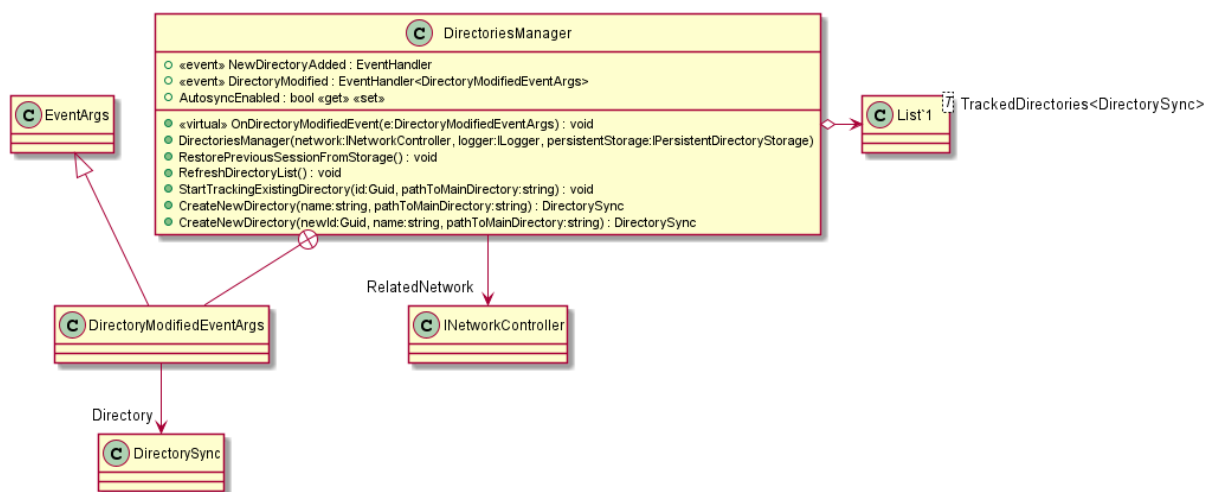 C DirectoriesManager
«event» NewDirectoryAdded : EventHandler
«event» DirectoryModified : EventHandler<DirectoryModifiedEventArgs>
AutosyncEnabled : bool «get» «set»
«virtual» OnDirectoryModifiedEvent(e:DirectoryModifiedEventArgs) : void
DirectoriesManager(network:INetworkController, logger:ILogger, persistentStorage:IPersistentDirectoryStorage)
RestorePreviousSessionFromStorage() : void
RefreshDirectoryList() : void
StartTrackingExistingDirectory(id:Guid, pathToMainDirectory:string) : void
CreateNewDirectory(name:string, pathToMainDirectory:string) : DirectorySync
CreateNewDirectory(newId:Guid, name:string, pathToMainDirectory:string) : DirectorySync
C EventArgs
C List`1
T
TrackedDirectories<DirectorySync>
RelatedNetwork
C DirectoryModifiedEventArgs
C INetworkController
Directory
C DirectorySync